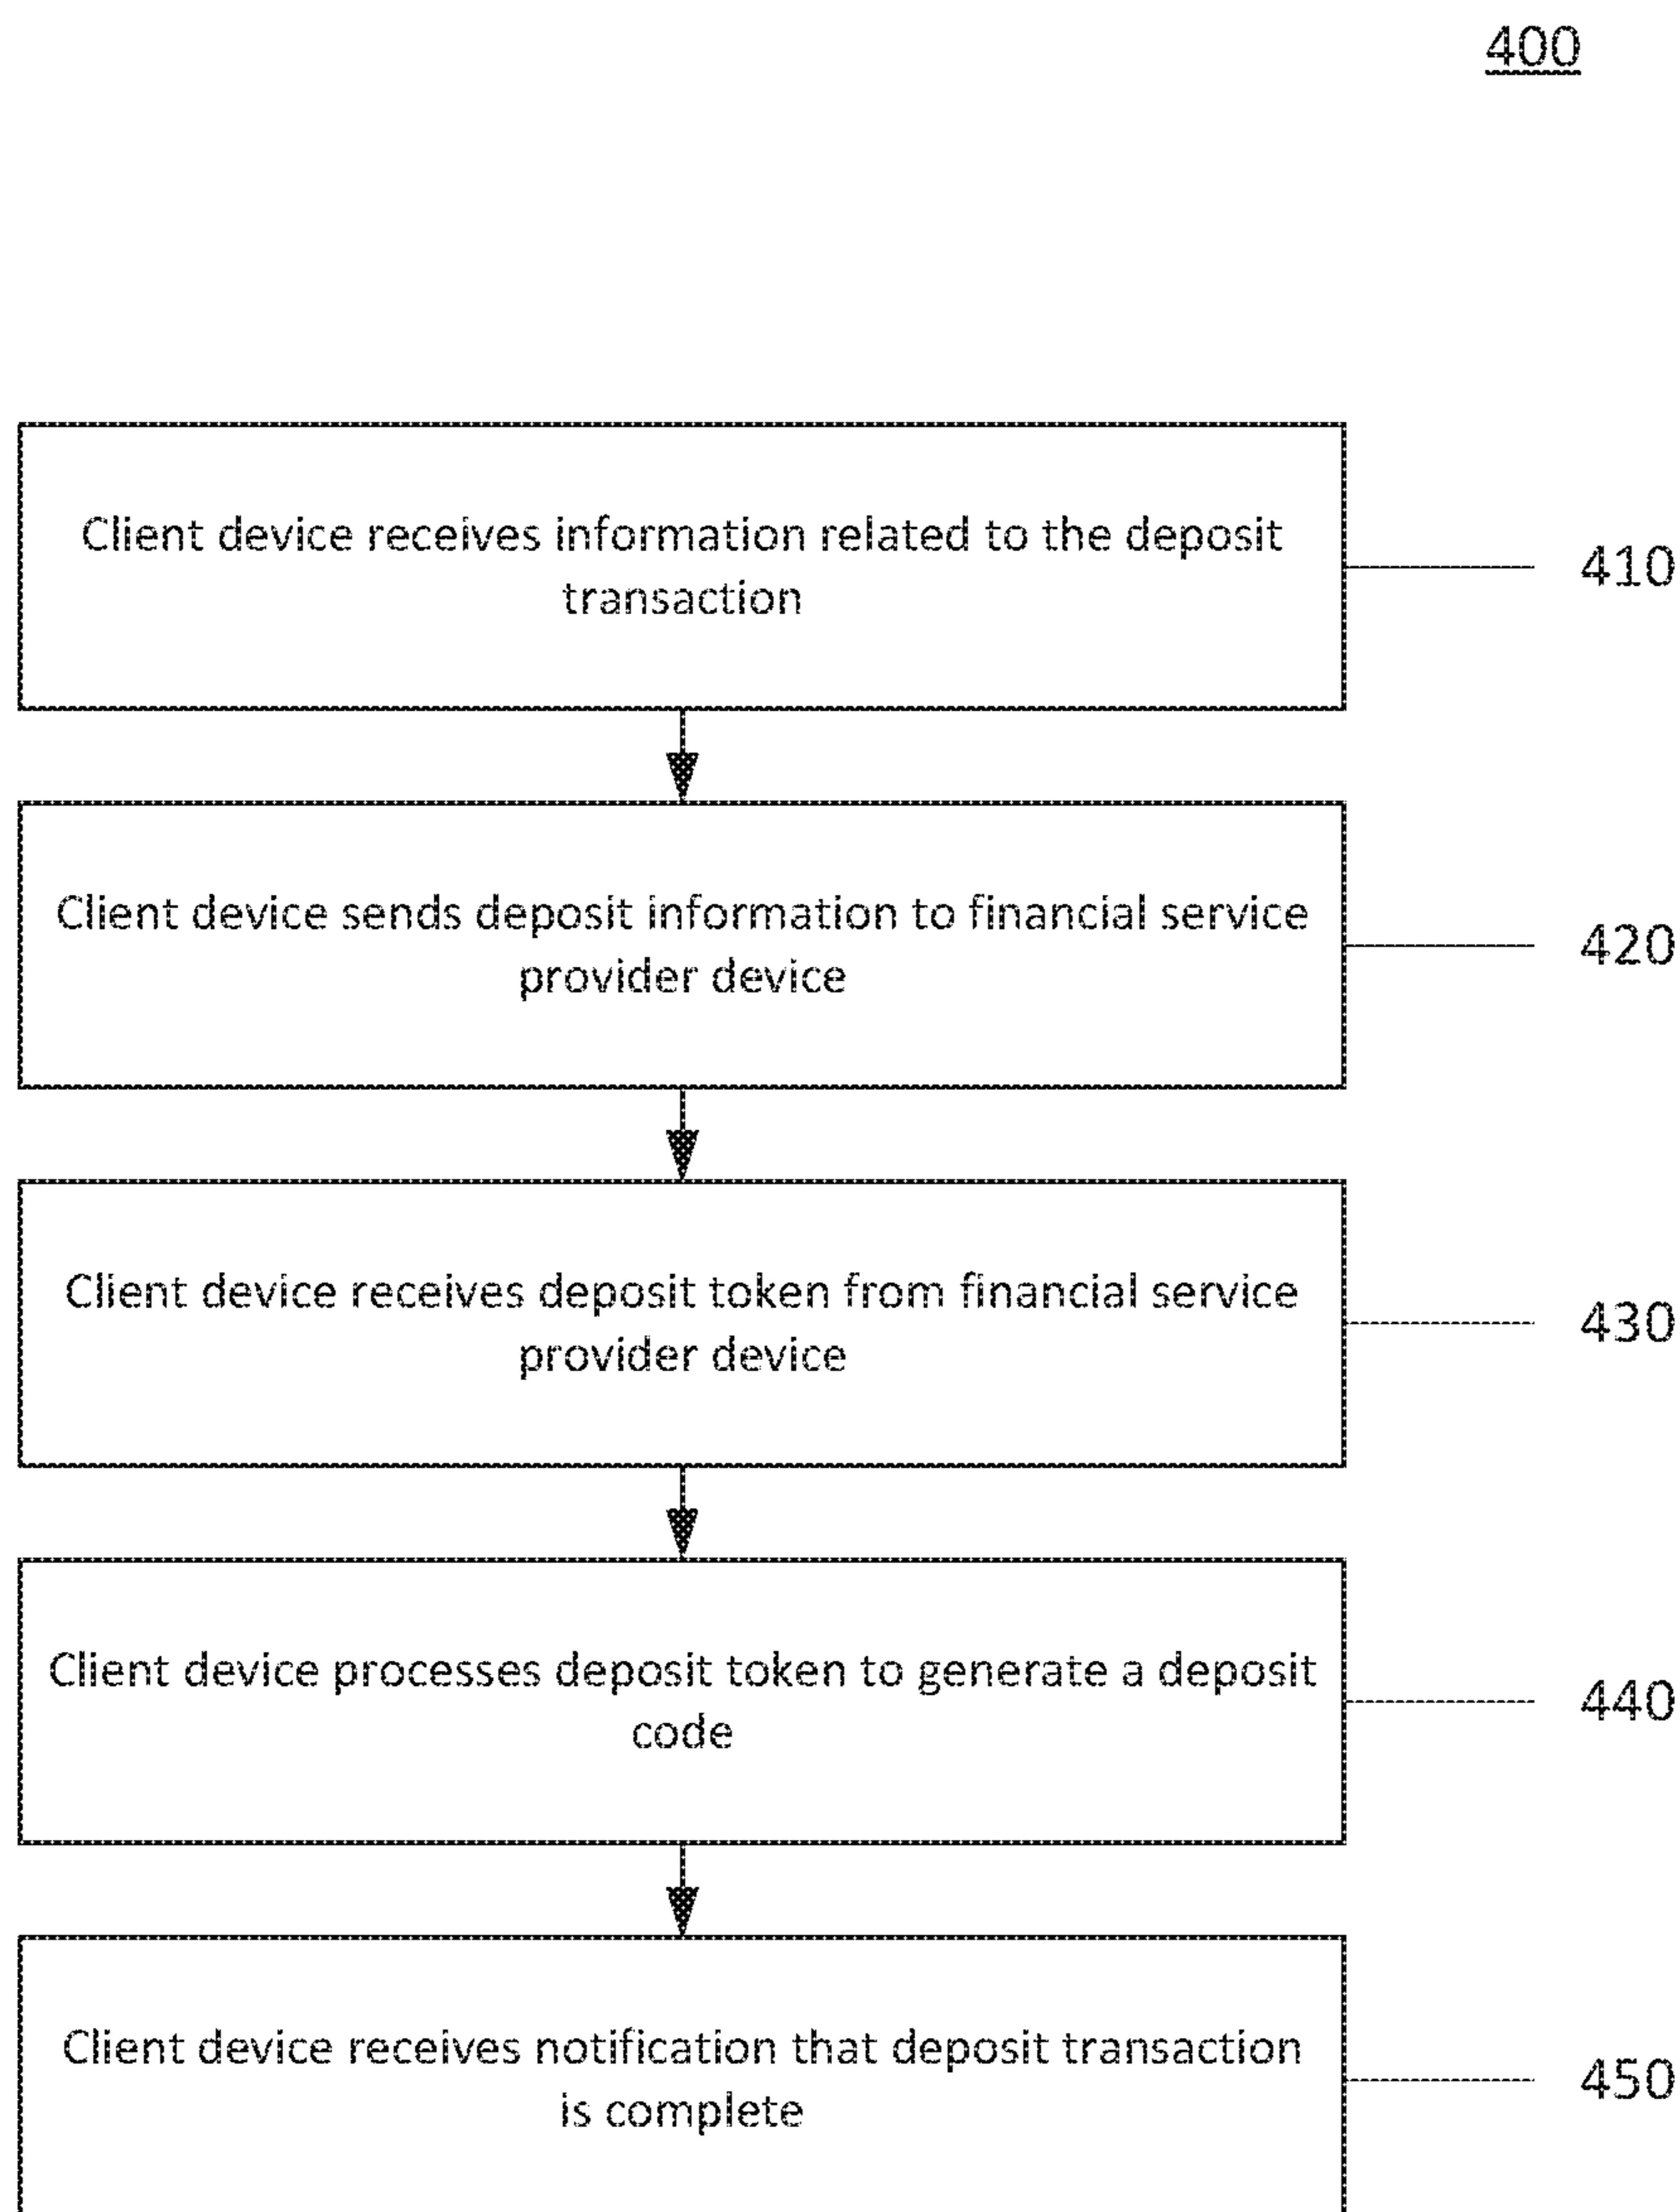 400
Client device receives information related to the deposit
transaction
410
Client device sends deposit information to financial service
provider device
420
Client device receives deposit token from financial service
provider device
430
Client device processes deposit token to generate a deposit
code
440
Client device receives notification that deposit transaction
is complete
450